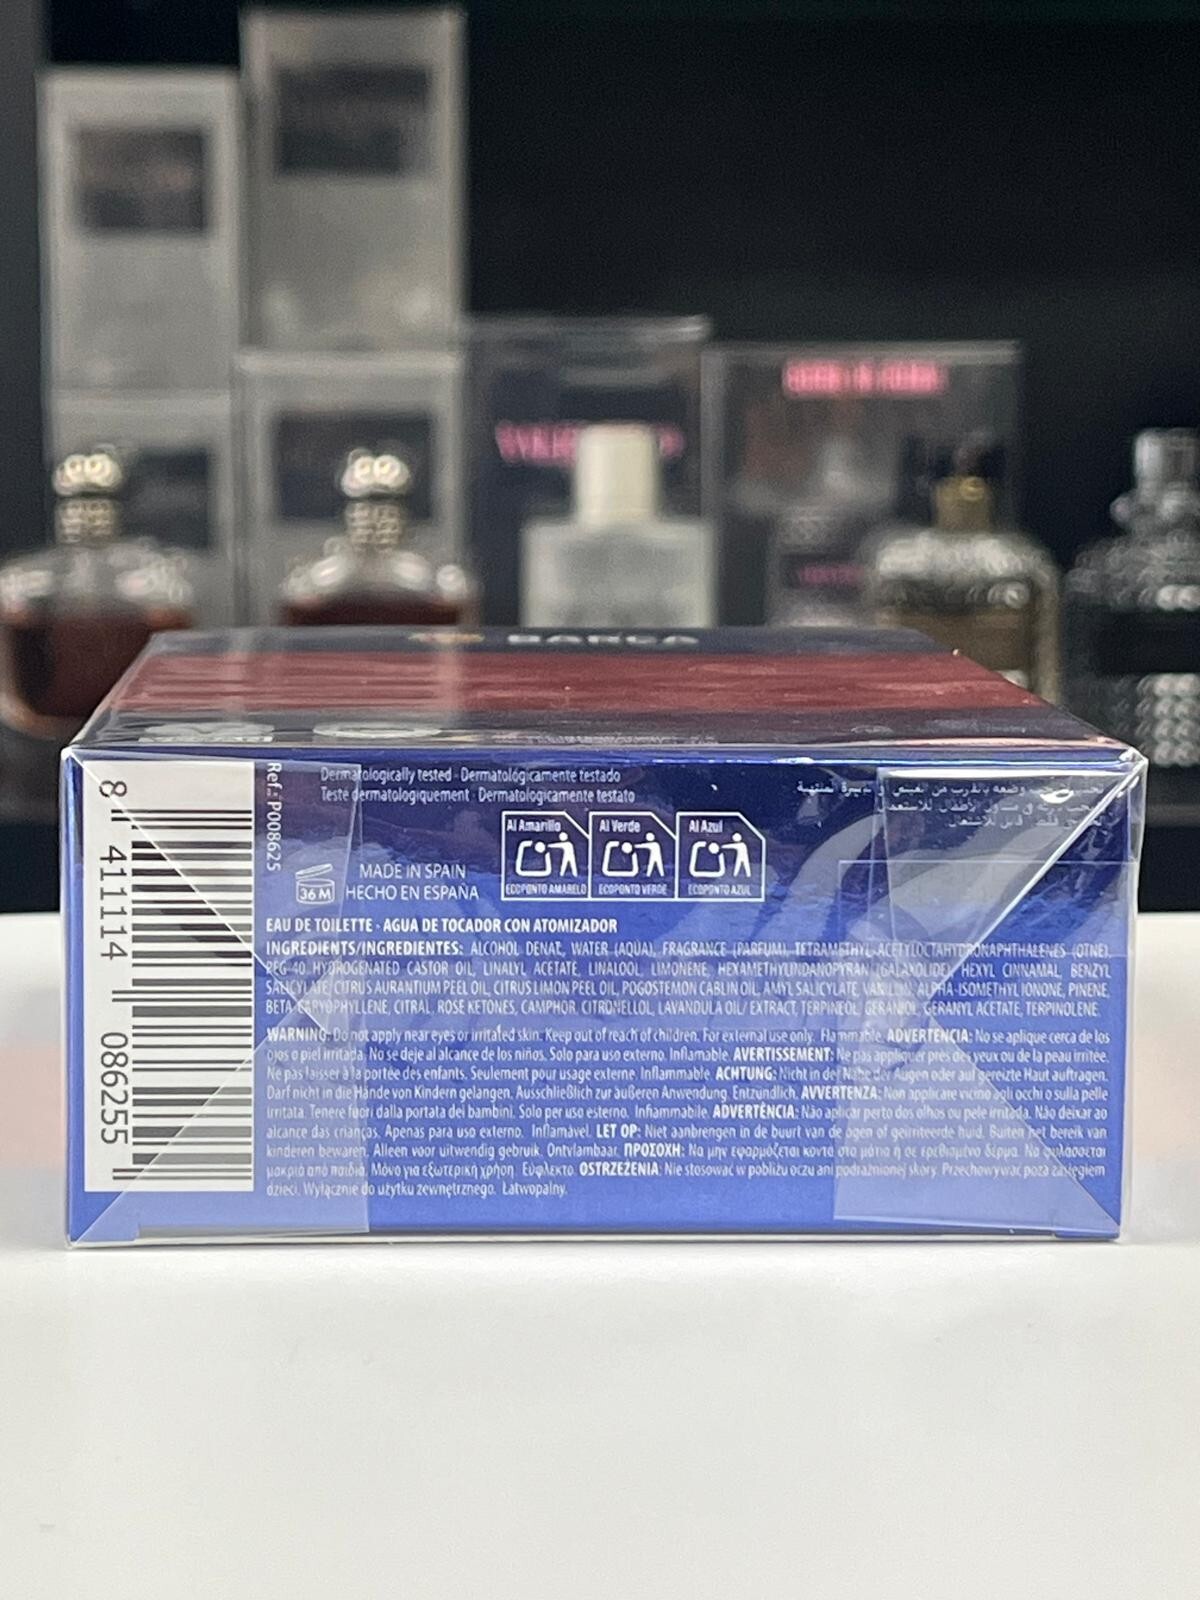 BARÇA
8 411114 086255
Ref.: P008625
Dermatologically tested · Dermatológicamente testado
Testé dermatologiquement · Dermatologicamente testato
36 M
MADE IN SPAIN
HECHO EN ESPAÑA
Al Amarillo
ECOPONTO AMARELO
Al Verde
ECOPONTO VERDE
Al Azul
ECOPONTO AZUL
EAU DE TOILETTE · AGUA DE TOCADOR CON ATOMIZADOR
INGREDIENTS/INGREDIENTES: ALCOHOL DENAT., WATER (AQUA), FRAGRANCE (PARFUM), TETRAMETHYL ACETYLOCTAHYDRONAPHTHALENES (OTNE),
PEG-40 HYDROGENATED CASTOR OIL, LINALYL ACETATE, LINALOOL, LIMONENE, HEXAMETHYLINDANOPYRAN (GALAXOLIDE), HEXYL CINNAMAL, BENZYL
SALICYLATE, CITRUS AURANTIUM PEEL OIL, CITRUS LIMON PEEL OIL, POGOSTEMON CABLIN OIL, AMYL SALICYLATE, VANILLIN, ALPHA-ISOMETHYL IONONE, PINENE,
BETA-CARYOPHYLLENE, CITRAL, ROSE KETONES, CAMPHOR, CITRONELLOL, LAVANDULA OIL/ EXTRACT, TERPINEOL, GERANIOL, GERANYL ACETATE, TERPINOLENE.
WARNING: Do not apply near eyes or irritated skin. Keep out of reach of children. For external use only. Flammable. ADVERTENCIA: No se aplique cerca de los
ojos o piel irritada. No se deje al alcance de los niños. Solo para uso externo. Inflamable. AVERTISSEMENT: Ne pas appliquer près des yeux ou de la peau irritée.
Ne pas laisser à la portée des enfants. Seulement pour usage externe. Inflammable. ACHTUNG: Nicht in der Nähe der Augen oder auf gereizte Haut auftragen.
Darf nicht in die Hände von Kindern gelangen. Ausschließlich zur äußeren Anwendung. Entzundlich. AVVERTENZA: Non applicare vicino agli occhi o sulla pelle
irritata. Tenere fuori dalla portata dei bambini. Solo per uso esterno. Infiammabile. ADVERTÊNCIA: Não aplicar perto dos olhos ou pele irritada. Não deixar ao
alcance das crianças. Apenas para uso externo. Inflamável. LET OP: Niet aanbrengen in de buurt van de ogen of geïrriteerde huid. Buiten het bereik van
kinderen bewaren. Alleen voor uitwendig gebruik. Ontvlambaar. ΠΡΟΣΟΧΗ: Να μην εφαρμόζεται κοντά στα μάτια ή σε ερεθισμένο δέρμα. Να φυλάσσεται
μακριά από παιδιά. Μόνο για εξωτερική χρήση. Εύφλεκτο. OSTRZEŻENIA: Nie stosować w pobliżu oczu ani podrażnionej skóry. Przechowywać poza zasięgiem
dzieci. Wyłącznie do użytku zewnętrznego. Łatwopalny.